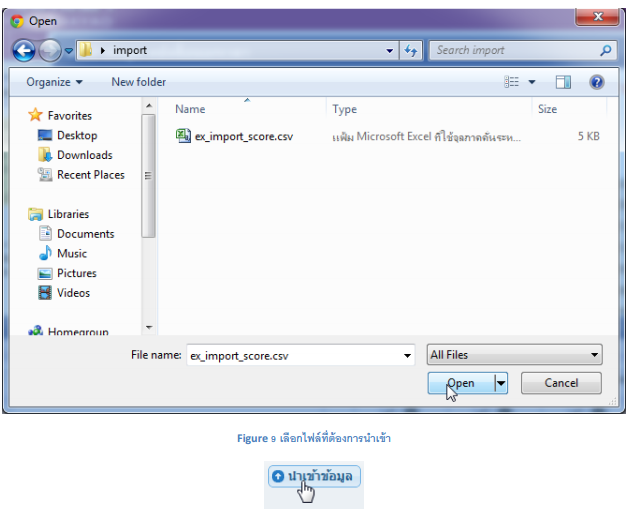 Open
import
Search import
Organize
New folder
Favorites
Desktop
Downloads
Recent Places
Libraries
Documents
Music
Pictures
Videos
Homegroup
Name Type Size
ex_import_score.csv แฟ้ม Microsoft Excel ที่ใช้จุลภาคคั่นระห... 5 KB
File name: ex_import_score.csv All Files
Open Cancel
Figure 9 เลือกไฟล์ที่ต้องการนำเข้า
นำเข้าข้อมูล